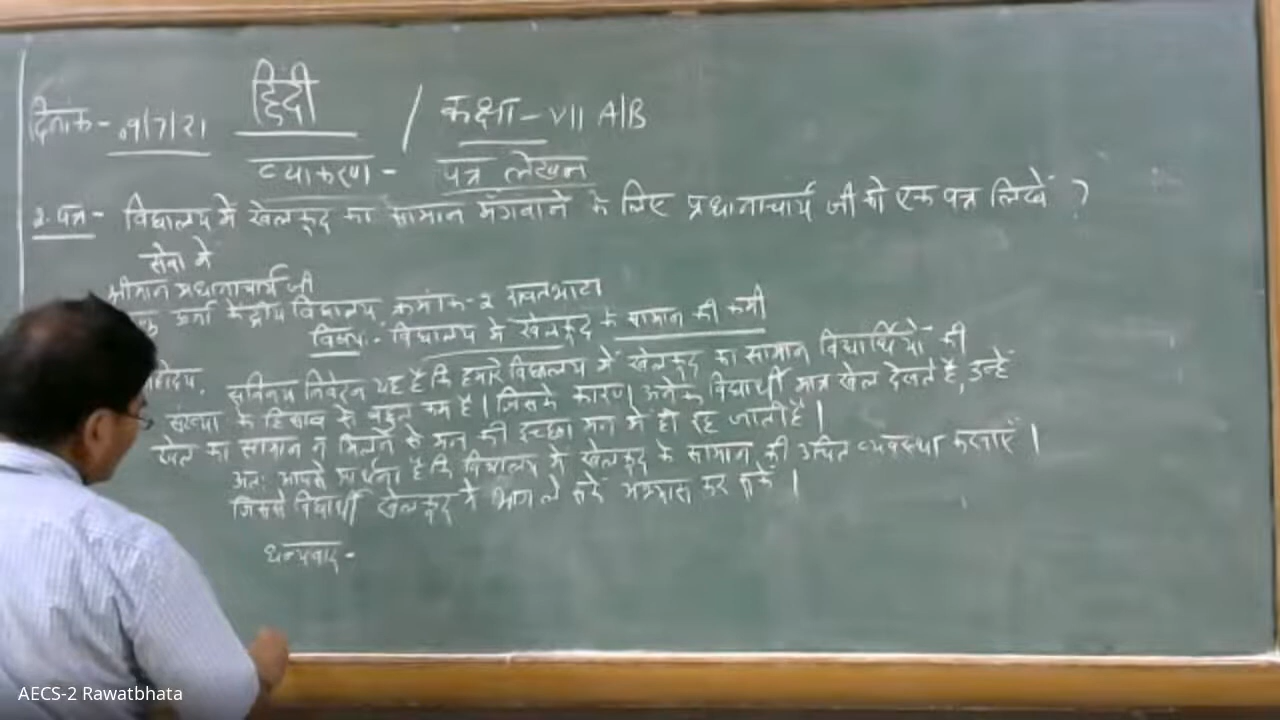 हिंदी / कक्षा - VII A/B
दिनांक - 09/7/21
व्याकरण - पत्र लेखन
2. पत्र - विद्यालय में खेलकूद का सामान मँगवाने के लिए प्रधानाचार्य जी को एक पत्र लिखें ?
सेवा में
श्रीमान प्रधानाचार्य जी
ऊर्जा केंद्रीय विद्यालय क्रमांक-2 रावतभाटा
विषय:- विद्यालय में खेलकूद के सामान की कमी
महोदय, सविनय निवेदन यह है कि हमारे विद्यालय में खेलकूद का सामान विद्यार्थियों की
संख्या के हिसाब से बहुत कम है। जिसके कारण अनेक विद्यार्थी मात्र खेल देखते है, उन्हें
खेल का सामान न मिलने से मन की इच्छा मन में ही रह जाती है।
अतः आपसे प्रार्थना है कि विद्यालय में खेलकूद के सामान की उचित व्यवस्था करवाएं।
जिससे विद्यार्थी खेलकूद में भाग ले सकें अभ्यास कर सकें।
धन्यवाद -
AECS-2 Rawatbhata